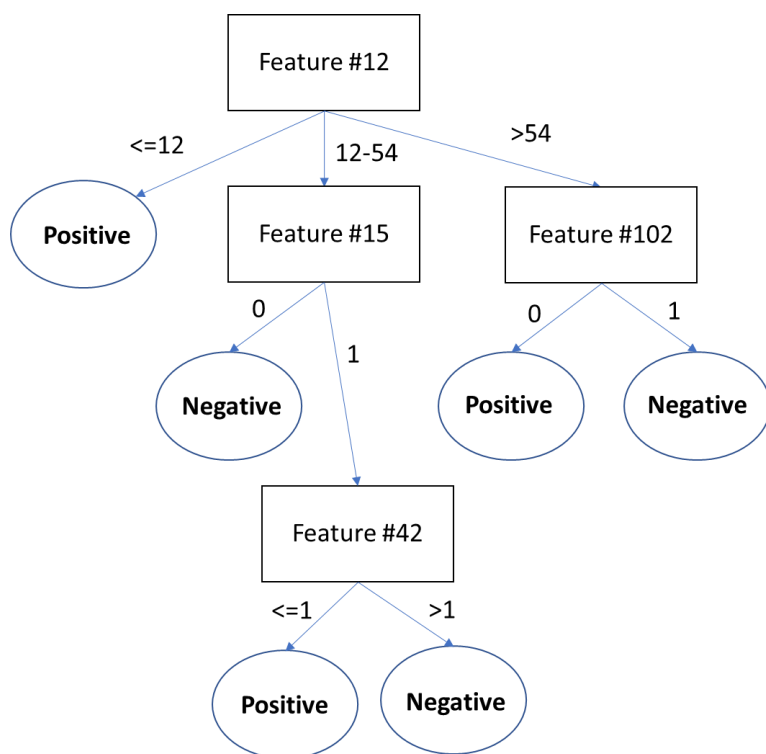 Feature #12
<=12
12-54
>54
Positive
Feature #15
Feature #102
0
1
0
1
Negative
Positive
Negative
Feature #42
<=1
>1
Positive
Negative